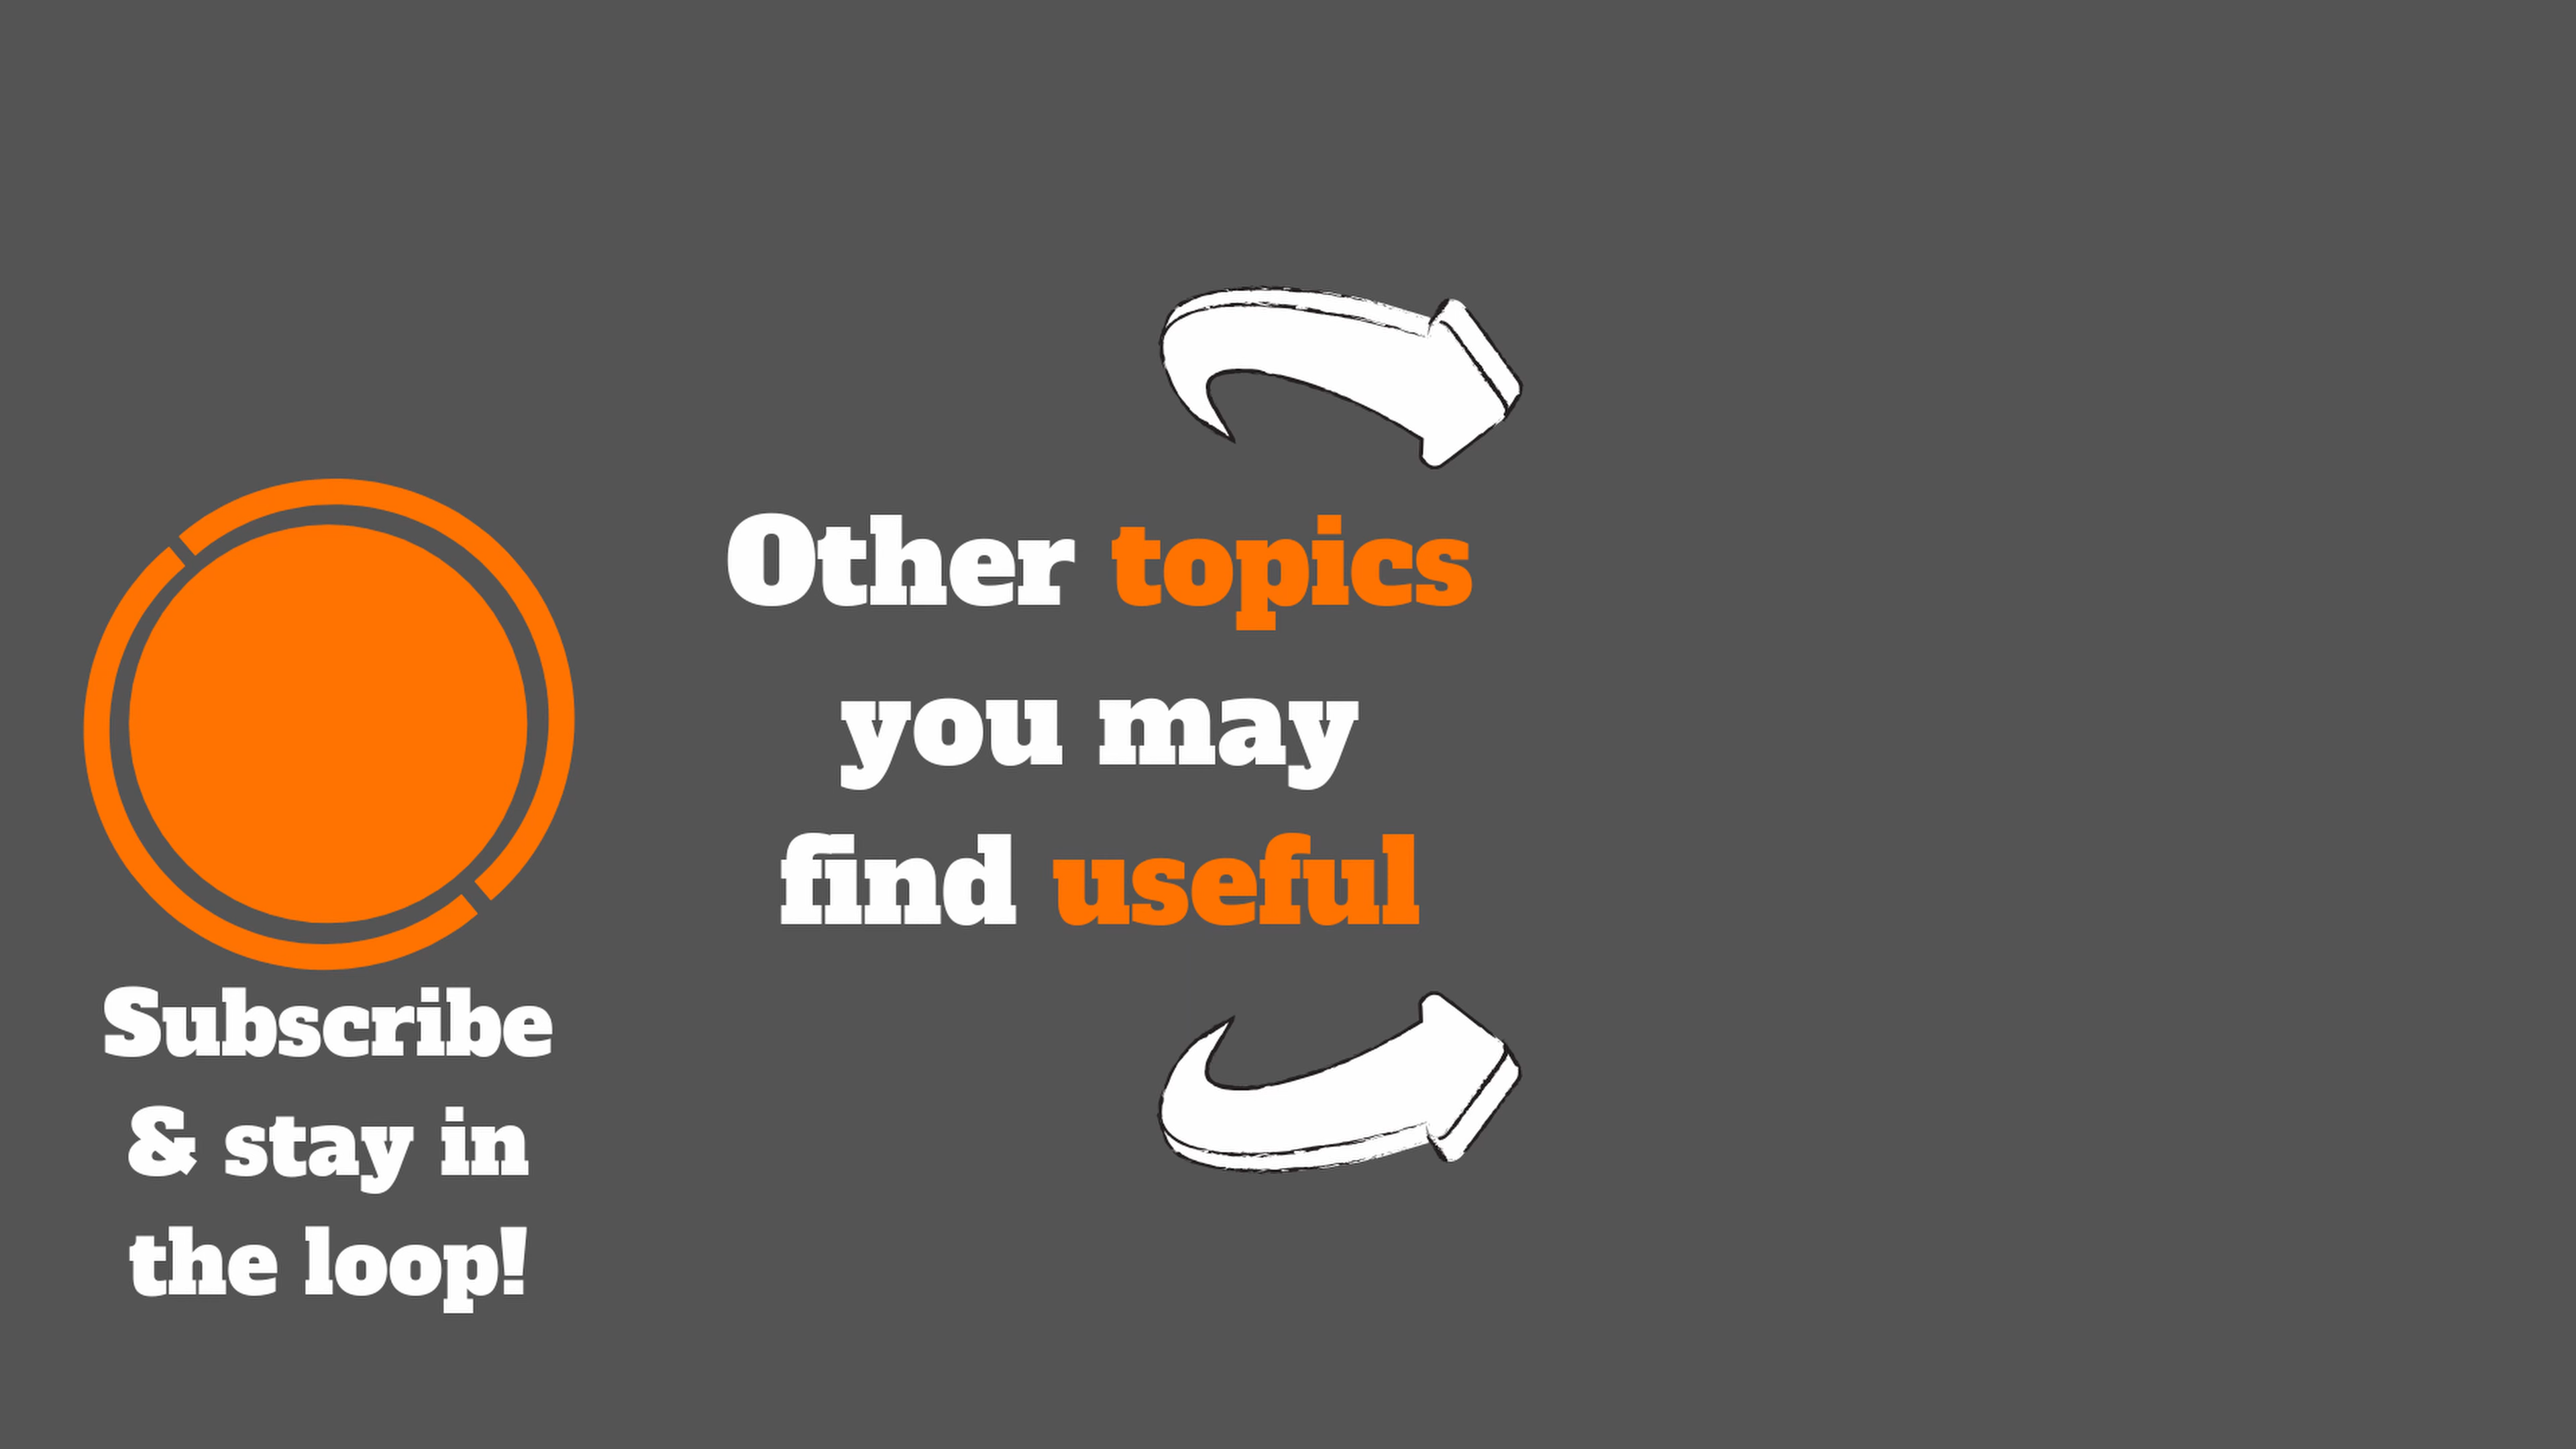 Other topics
you may
find useful
Subscribe
& stay in
the loop!